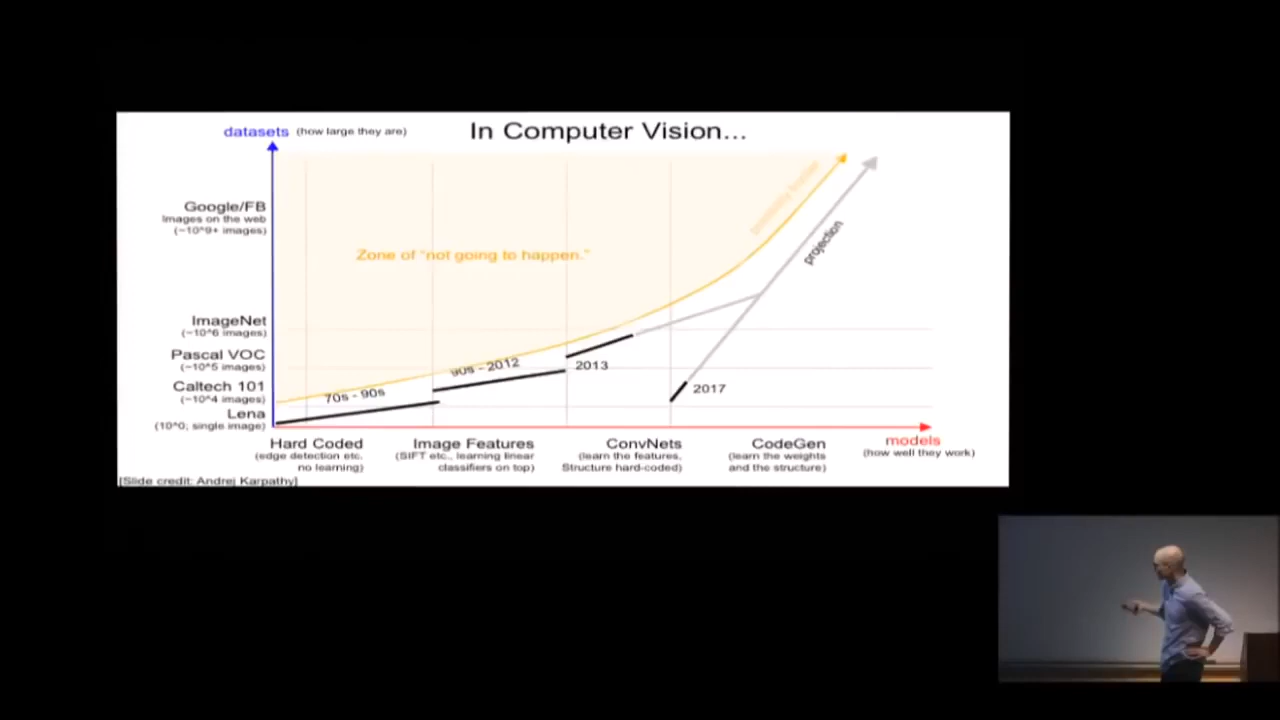 datasets (how large they are)
In Computer Vision...
Google/FB
Images on the web
(~10^9+ images)
Zone of "not going to happen."
projection
ImageNet
(~10^6 images)
Pascal VOC
(~10^5 images)
Caltech 101
(~10^4 images)
Lena
(10^0; single image)
70s - 90s
90s - 2012
2013
2017
Hard Coded
(edge detection etc.
no learning)
Image Features
(SIFT etc., learning linear
classifiers on top)
ConvNets
(learn the features,
Structure hard-coded)
CodeGen
(learn the weights
and the structure)
models
(how well they work)
[Slide credit: Andrej Karpathy]